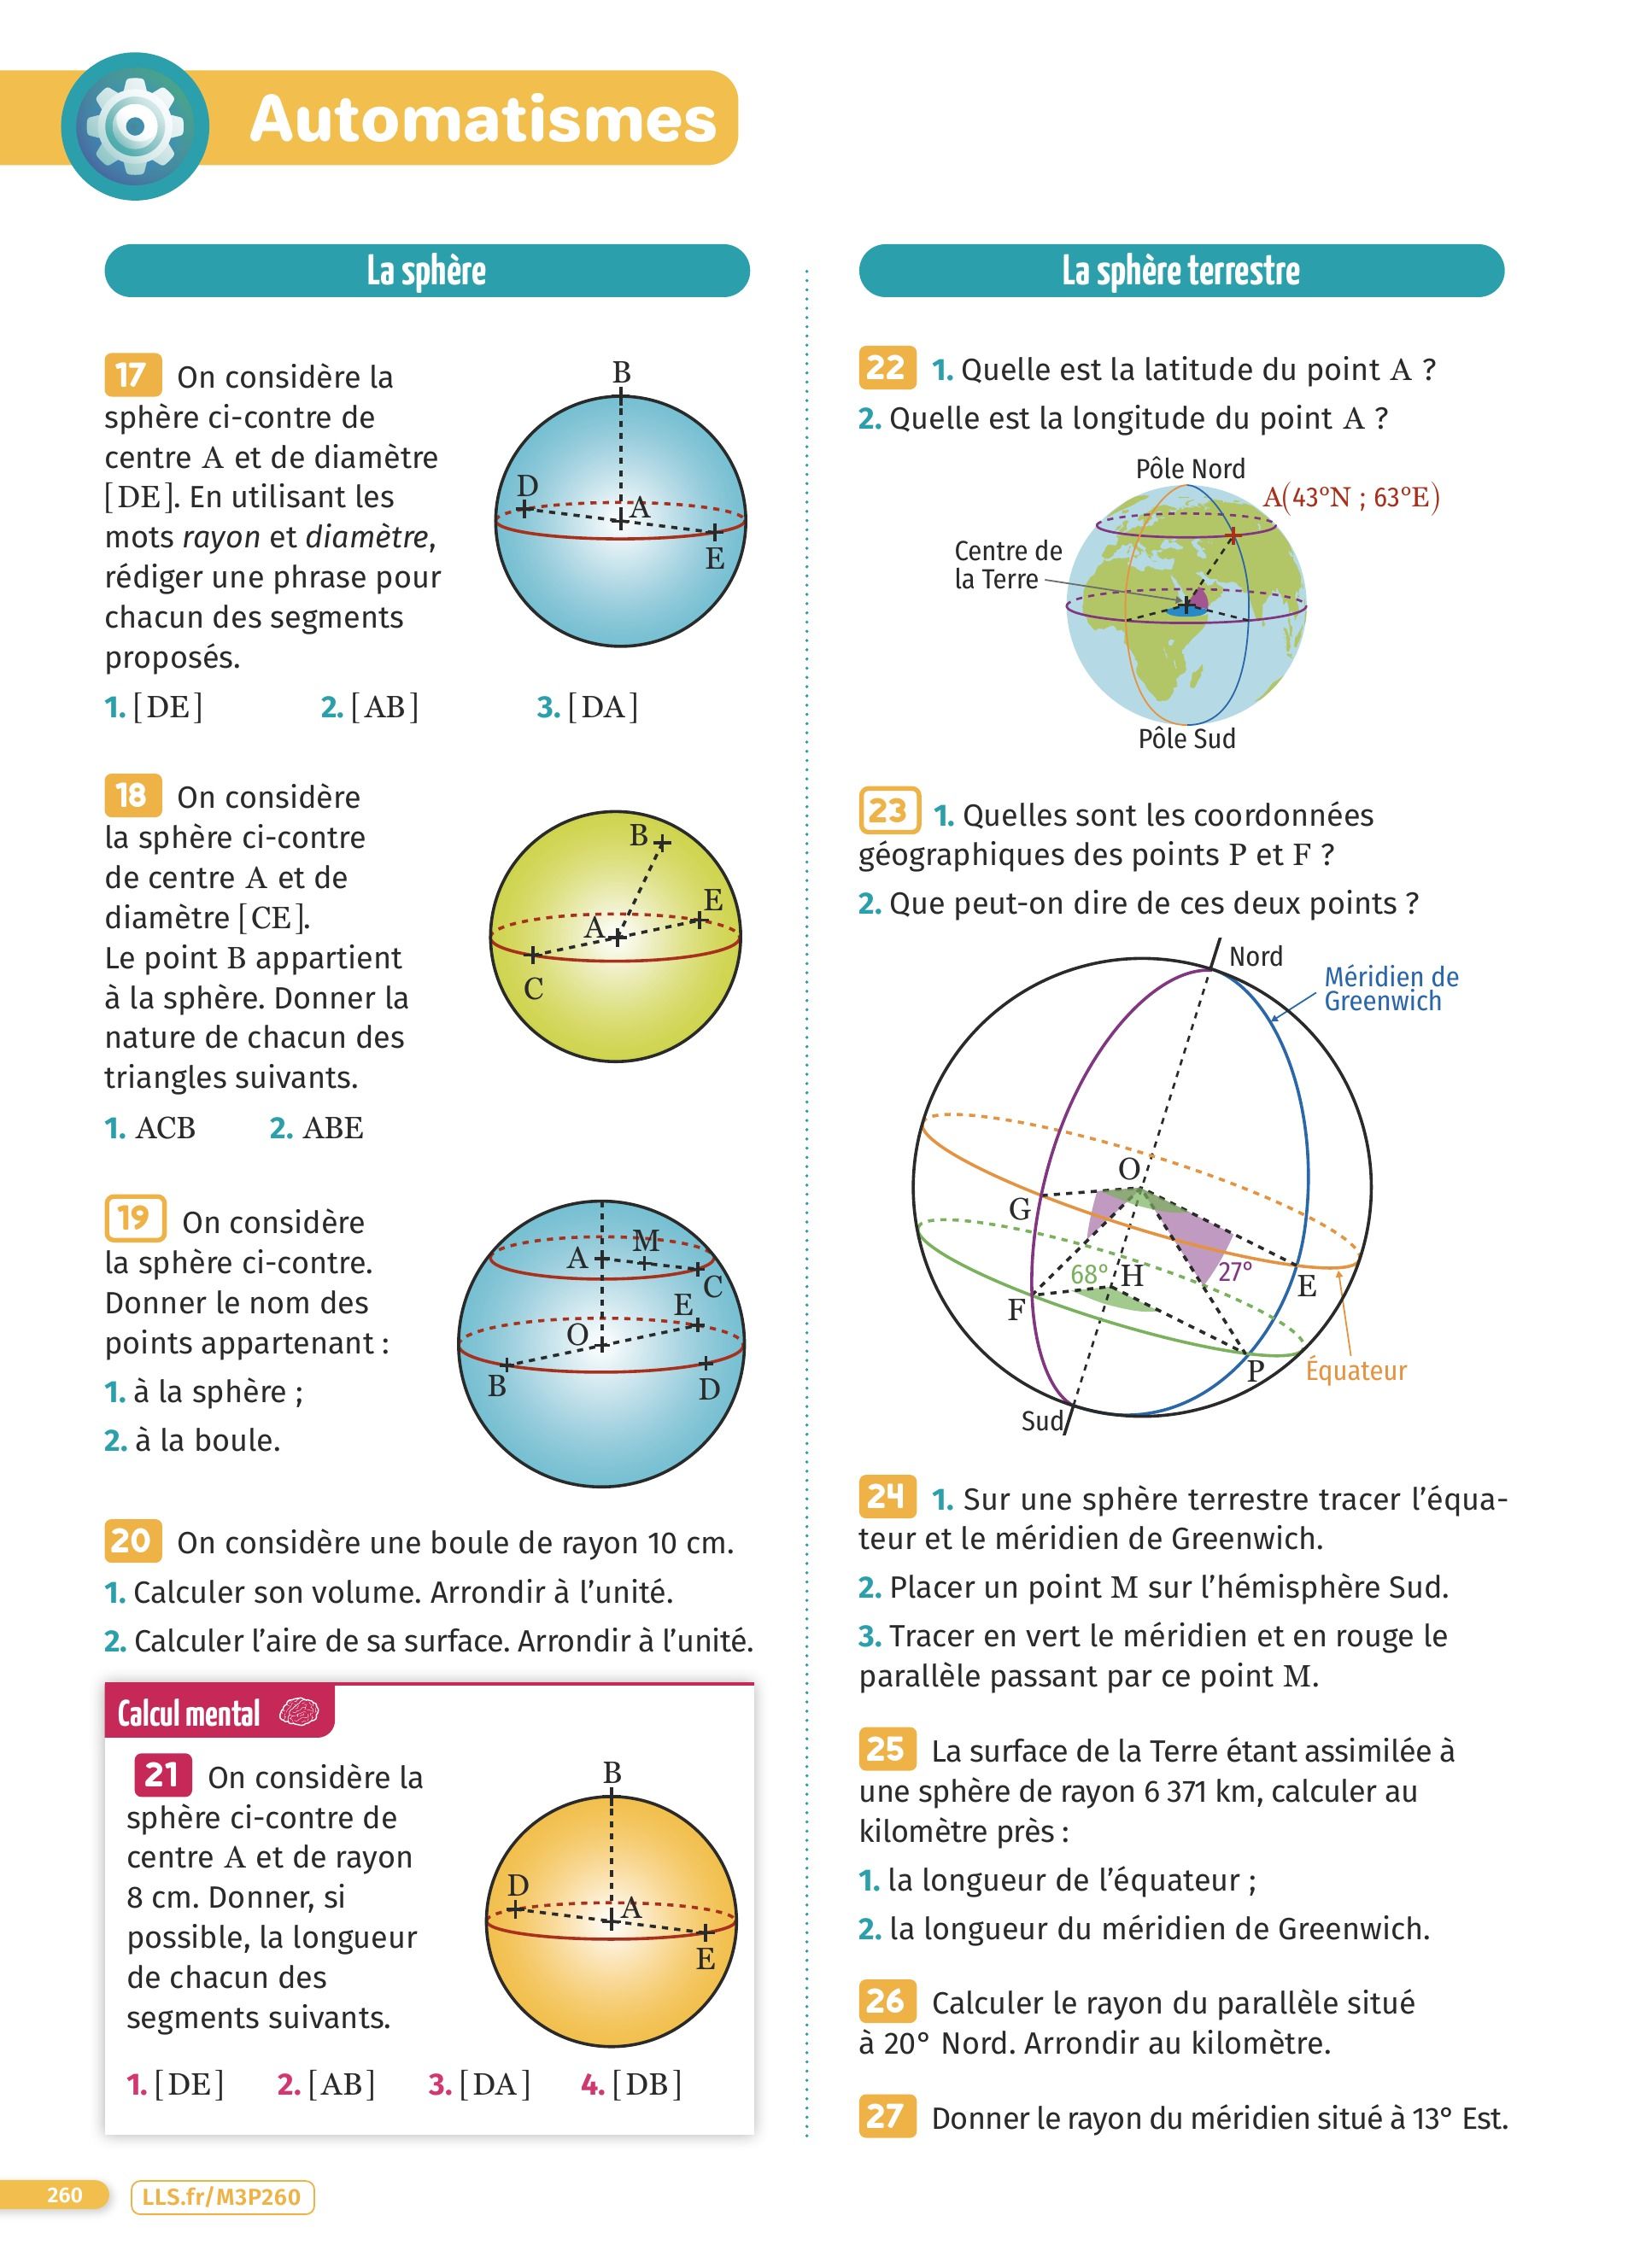 Automatismes
La sphère
17 On considère la
sphère ci-contre de
centre A et de diamètre
[DE]. En utilisant les
mots rayon et diamètre,
rédiger une phrase pour
chacun des segments
proposés.
1. [DE] 2. [AB] 3. [DA]
B
D
A
E
18 On considère
la sphère ci-contre
de centre A et de
diamètre [CE].
Le point B appartient
à la sphère. Donner la
nature de chacun des
triangles suivants.
1. ACB 2. ABE
B
E
A
C
19 On considère
la sphère ci-contre.
Donner le nom des
points appartenant :
1. à la sphère ;
2. à la boule.
A M
C
E
O
B
D
20 On considère une boule de rayon 10 cm.
1. Calculer son volume. Arrondir à l’unité.
2. Calculer l’aire de sa surface. Arrondir à l’unité.
Calcul mental
21 On considère la
sphère ci-contre de
centre A et de rayon
8 cm. Donner, si
possible, la longueur
de chacun des
segments suivants.
1. [DE] 2. [AB] 3. [DA] 4. [DB]
B
D
A
E
La sphère terrestre
22 1. Quelle est la latitude du point A ?
2. Quelle est la longitude du point A ?
Pôle Nord
A(43°N ; 63°E)
Centre de
la Terre
Pôle Sud
23 1. Quelles sont les coordonnées
géographiques des points P et F ?
2. Que peut-on dire de ces deux points ?
Nord
Méridien de
Greenwich
O
G
68° H 27°
E
F
P
Équateur
Sud
24 1. Sur une sphère terrestre tracer l’équa-
teur et le méridien de Greenwich.
2. Placer un point M sur l’hémisphère Sud.
3. Tracer en vert le méridien et en rouge le
parallèle passant par ce point M.
25 La surface de la Terre étant assimilée à
une sphère de rayon 6 371 km, calculer au
kilomètre près :
1. la longueur de l’équateur ;
2. la longueur du méridien de Greenwich.
26 Calculer le rayon du parallèle situé
à 20° Nord. Arrondir au kilomètre.
27 Donner le rayon du méridien situé à 13° Est.
260
LLS.fr/M3P260